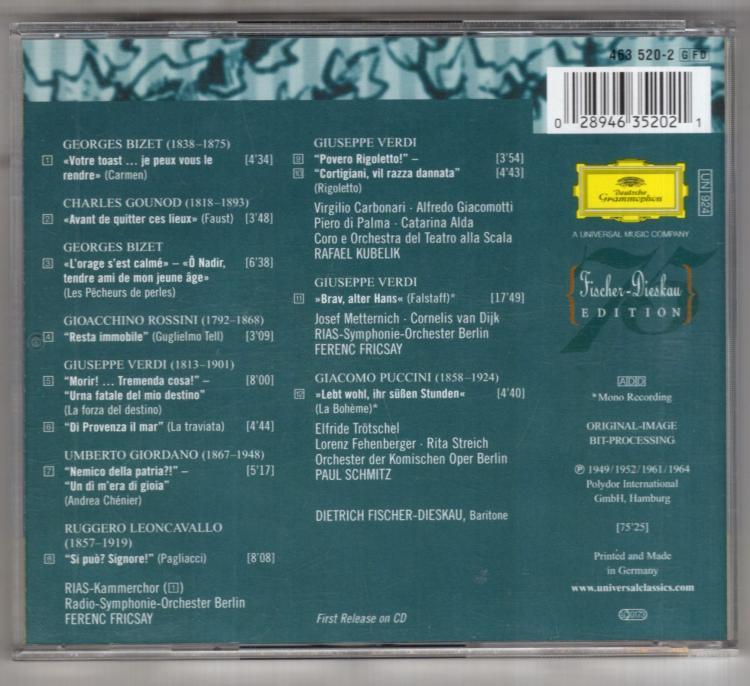 463 520-2 GFD
0 28946 35202 1
GEORGES BIZET (1838–1875)
1 «Votre toast ... je peux vous le [4'34]
rendre» (Carmen)
CHARLES GOUNOD (1818–1893)
2 «Avant de quitter ces lieux» (Faust) [3'48]
GEORGES BIZET
3 «L'orage s'est calmé» – «Ô Nadir, [6'38]
tendre ami de mon jeune âge»
(Les Pêcheurs de perles)
GIOACCHINO ROSSINI (1792–1868)
4 “Resta immobile” (Guglielmo Tell) [3'09]
GIUSEPPE VERDI (1813–1901)
5 “Morir! ... Tremenda cosa!” – [8'00]
“Urna fatale del mio destino”
(La forza del destino)
6 “Di Provenza il mar” (La traviata) [4'44]
UMBERTO GIORDANO (1867–1948)
7 “Nemico della patria?!” – [5'17]
“Un dì m'era di gioia”
(Andrea Chénier)
RUGGERO LEONCAVALLO
(1857–1919)
8 “Si può? Signore!” (Pagliacci) [8'08]
RIAS-Kammerchor (1)
Radio-Symphonie-Orchester Berlin
FERENC FRICSAY
GIUSEPPE VERDI
9 “Povero Rigoletto!” – [3'54]
10 “Cortigiani, vil razza dannata” [4'43]
(Rigoletto)
Virgilio Carbonari · Alfredo Giacomotti
Piero di Palma · Catarina Alda
Coro e Orchestra del Teatro alla Scala
RAFAEL KUBELIK
GIUSEPPE VERDI
11 »Brav, alter Hans« (Falstaff)* [17'49]
Josef Metternich · Cornelis van Dijk
RIAS-Symphonie-Orchester Berlin
FERENC FRICSAY
GIACOMO PUCCINI (1858–1924)
12 »Lebt wohl, ihr süßen Stunden« [4'40]
(La Bohème)*
Elfride Trötschel
Lorenz Fehenberger · Rita Streich
Orchester der Komischen Oper Berlin
PAUL SCHMITZ
DIETRICH FISCHER-DIESKAU, Baritone
First Release on CD
Deutsche
Grammophon
UN 924
A UNIVERSAL MUSIC COMPANY
75
Fischer-Dieskau
EDITION
ADD
*Mono Recording
ORIGINAL-IMAGE
BIT-PROCESSING
℗ 1949/1952/1961/1964
Polydor International
GmbH, Hamburg
[75'25]
Printed and Made
in Germany
www.universalclassics.com